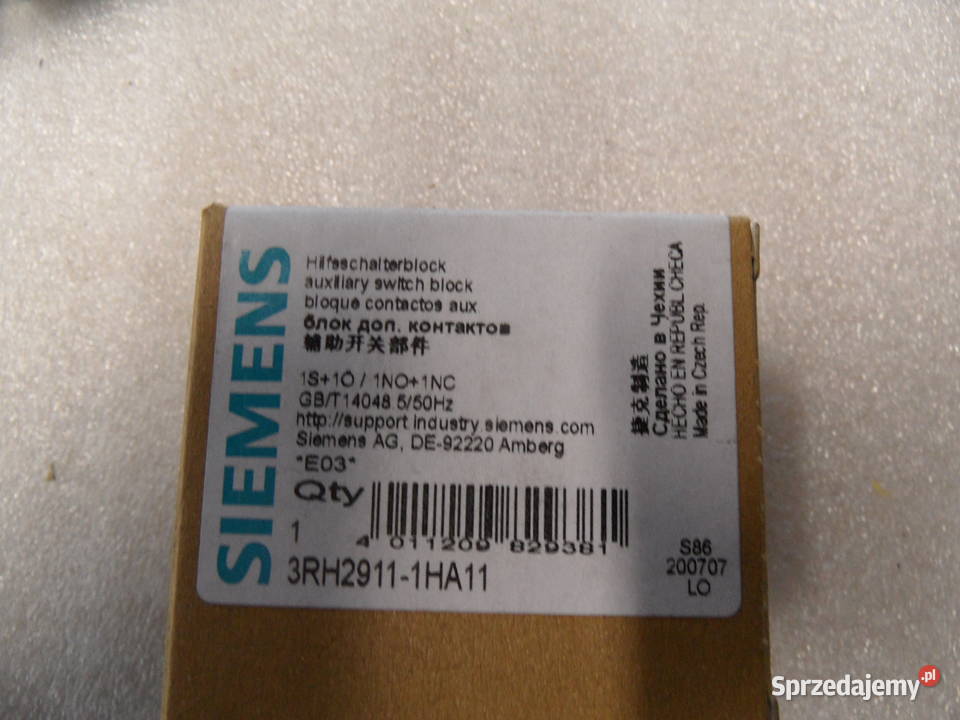 SIEMENS
Hilfsschalterblock
auxiliary switch block
bloque contactos aux.
блок доп. контактов
辅助开关部件
1S+1Ö / 1NO+1NC
GB/T14048.5/50Hz
http://support.industry.siemens.com
Siemens AG, DE-92220 Amberg
*E03*
Qty
1
4 011209 829381
3RH2911-1HA11
捷克制造
Сделано в Чехии
HECHO EN REPUBL CHECA
Made in Czech Rep.
S86
200707
LO
Sprzedajemy.pl